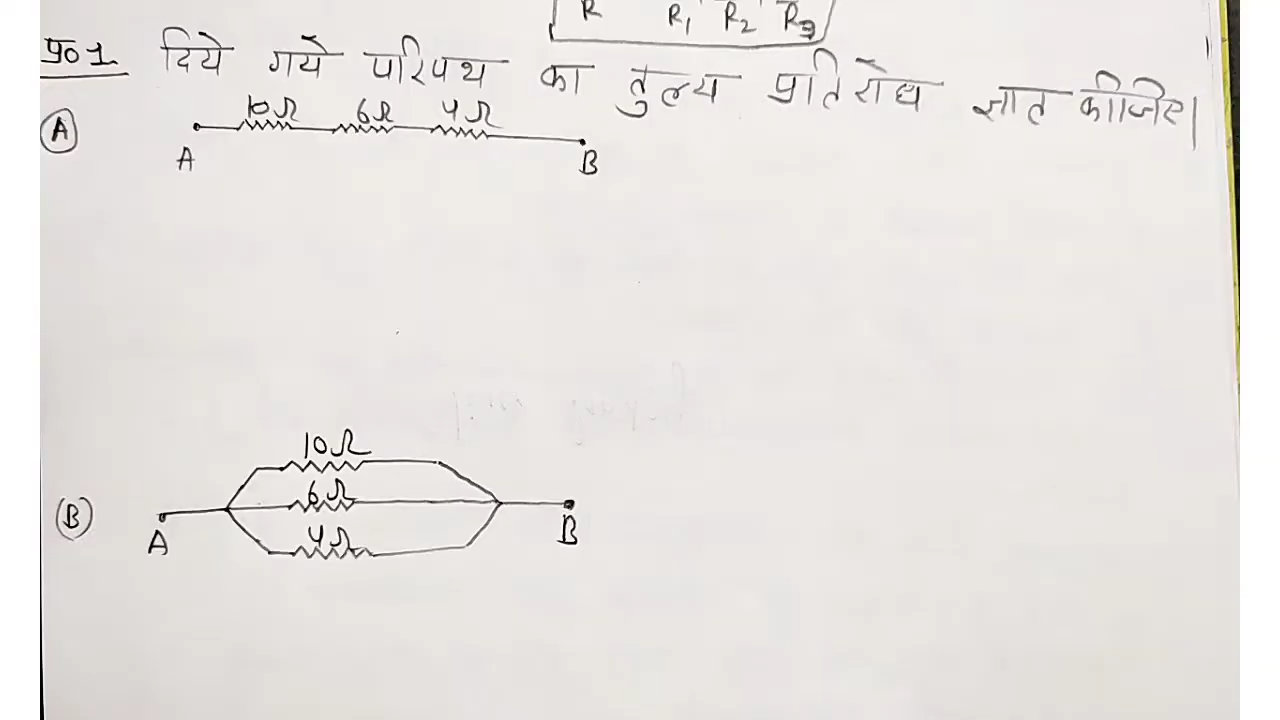 R R₁ R₂ R₃
प्र०1 दिये गये परिपथ का तुल्य प्रतिरोध ज्ञात कीजिए।
(A) 10Ω 6Ω 4Ω
A B
10Ω
(B) 6Ω
A B
4Ω